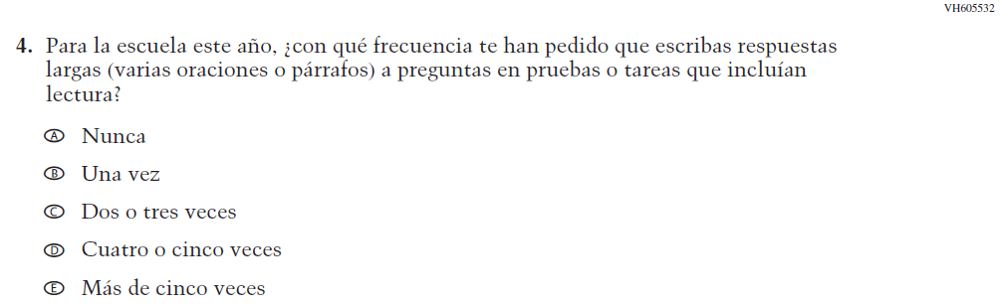 VH605532
4. Para la escuela este año, ¿con qué frecuencia te han pedido que escribas respuestas
largas (varias oraciones o párrafos) a preguntas en pruebas o tareas que incluían
lectura?
A Nunca
B Una vez
C Dos o tres veces
D Cuatro o cinco veces
E Más de cinco veces